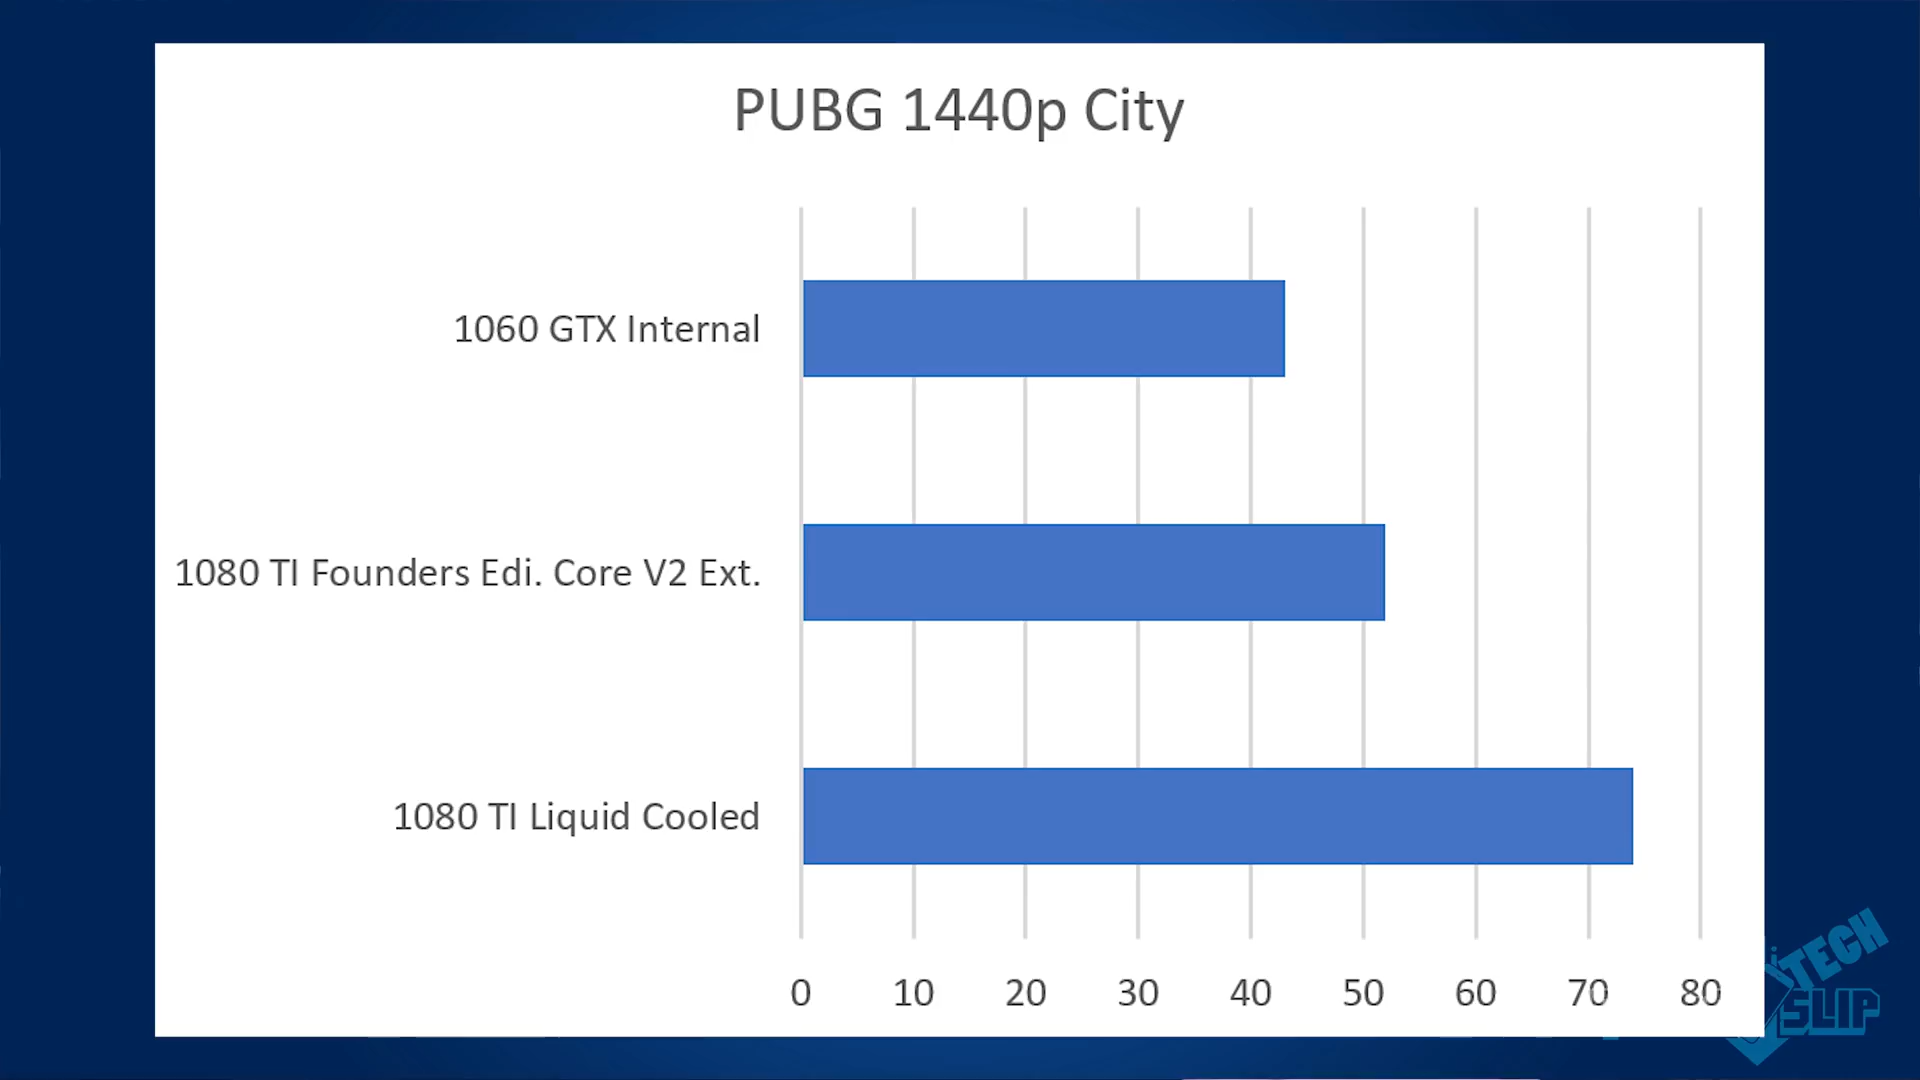 PUBG 1440p City
1060 GTX Internal
1080 TI Founders Edi. Core V2 Ext.
1080 TI Liquid Cooled
0 10 20 30 40 50 60 70 80
TECH
SLIP